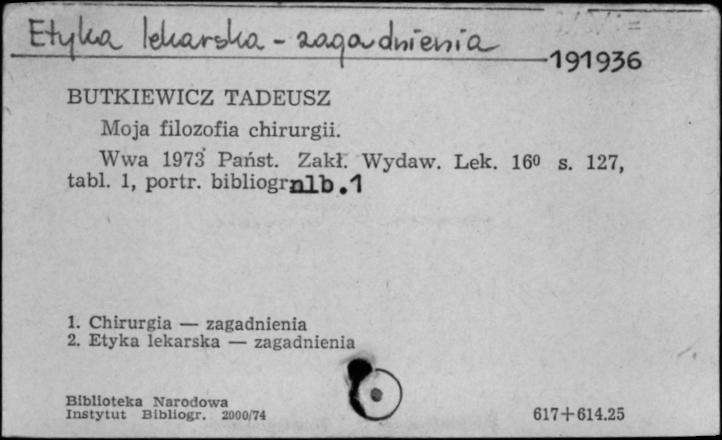 Etyka lekarska - zagadnienia
191936
BUTKIEWICZ TADEUSZ
Moja filozofia chirurgii.
Wwa 1973 Państ. Zakł. Wydaw. Lek. 16⁰ s. 127,
tabl. 1, portr. bibliogr nlb.1
1. Chirurgia — zagadnienia
2. Etyka lekarska — zagadnienia
Biblioteka Narodowa
Instytut Bibliogr. 2000/74
617+614.25